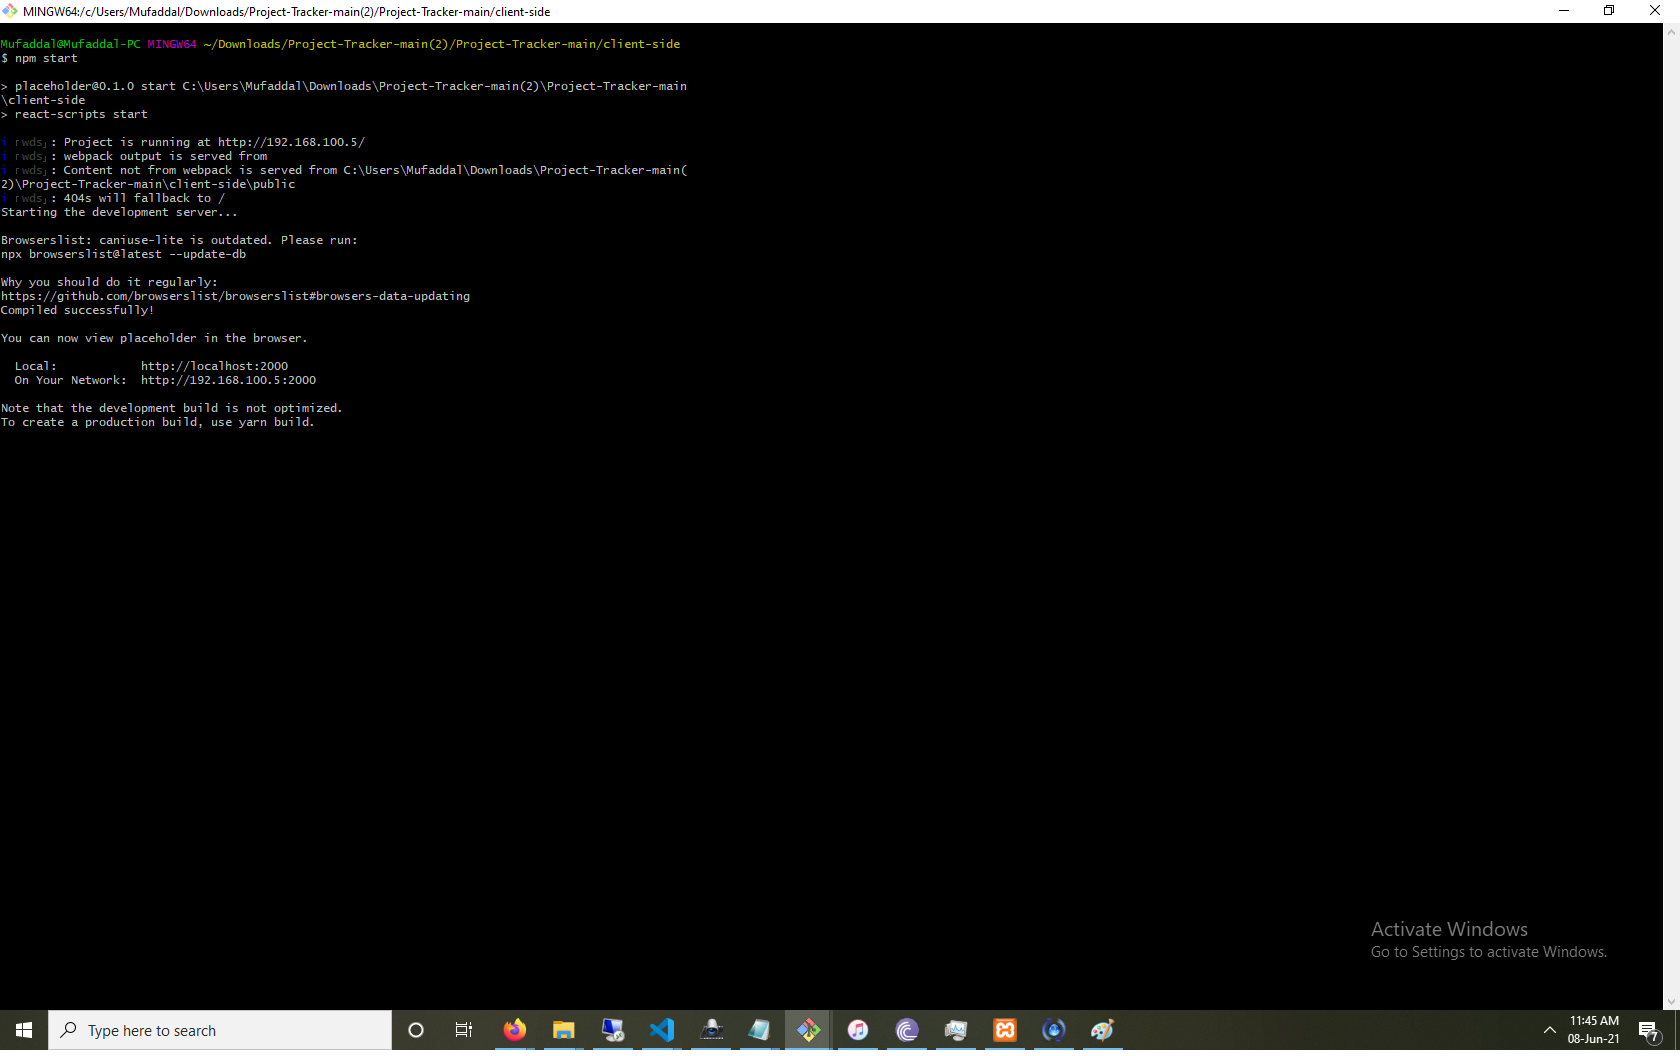 MINGW64:/c/Users/Mufaddal/Downloads/Project-Tracker-main(2)/Project-Tracker-main/client-side
Mufaddal@Mufaddal-PC MINGW64 ~/Downloads/Project-Tracker-main(2)/Project-Tracker-main/client-side
$ npm start
> placeholder@0.1.0 start C:\Users\Mufaddal\Downloads\Project-Tracker-main(2)\Project-Tracker-main
\client-side
> react-scripts start
i ｢wds｣: Project is running at http://192.168.100.5/
i ｢wds｣: webpack output is served from
i ｢wds｣: Content not from webpack is served from C:\Users\Mufaddal\Downloads\Project-Tracker-main(
2)\Project-Tracker-main\client-side\public
i ｢wds｣: 404s will fallback to /
Starting the development server...
Browserslist: caniuse-lite is outdated. Please run:
npx browserslist@latest --update-db
Why you should do it regularly:
https://github.com/browserslist/browserslist#browsers-data-updating
Compiled successfully!
You can now view placeholder in the browser.
Local: http://localhost:2000
On Your Network: http://192.168.100.5:2000
Note that the development build is not optimized.
To create a production build, use yarn build.
Activate Windows
Go to Settings to activate Windows.
Type here to search
11:45 AM
08-Jun-21
7